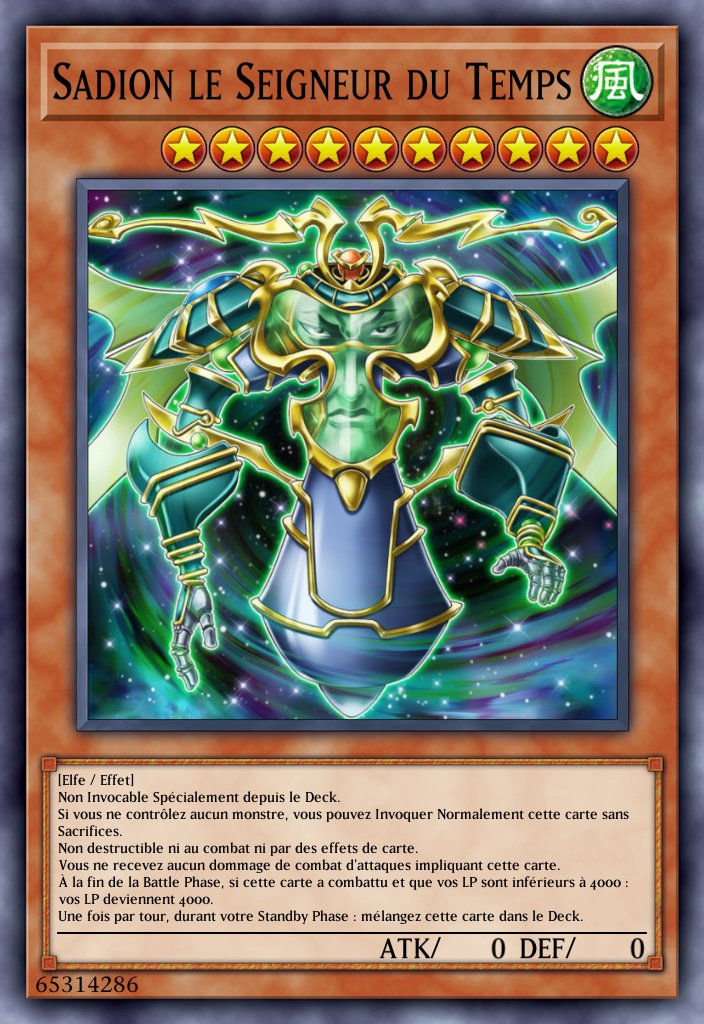 Sadion le Seigneur du Temps
風
[Elfe / Effet]
Non Invocable Spécialement depuis le Deck.
Si vous ne contrôlez aucun monstre, vous pouvez Invoquer Normalement cette carte sans
Sacrifices.
Non destructible ni au combat ni par des effets de carte.
Vous ne recevez aucun dommage de combat d'attaques impliquant cette carte.
À la fin de la Battle Phase, si cette carte a combattu et que vos LP sont inférieurs à 4000 :
vos LP deviennent 4000.
Une fois par tour, durant votre Standby Phase : mélangez cette carte dans le Deck.
ATK/ 0 DEF/ 0
65314286